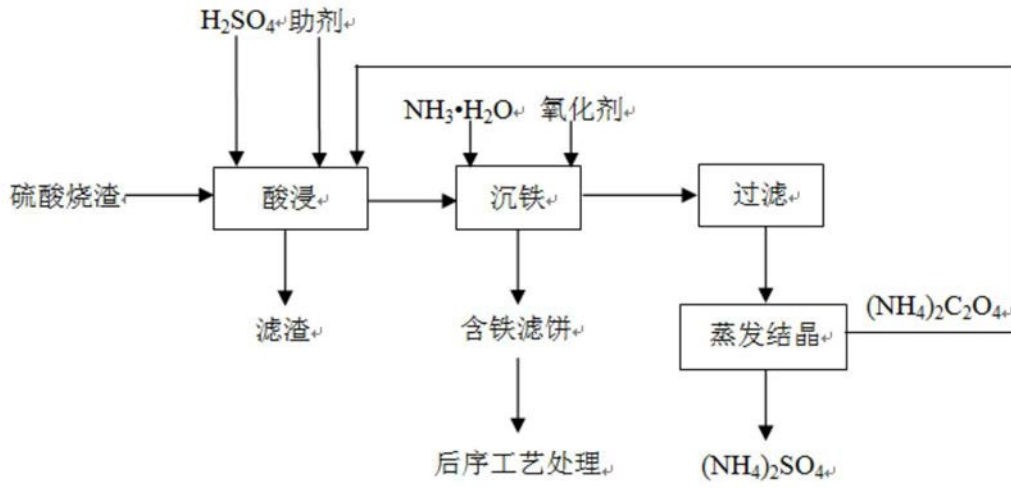 H₂SO₄ 助剂
NH₃•H₂O 氧化剂
硫酸烧渣 酸浸 沉铁 过滤
滤渣 含铁滤饼 蒸发结晶 (NH₄)₂C₂O₄
后序工艺处理 (NH₄)₂SO₄